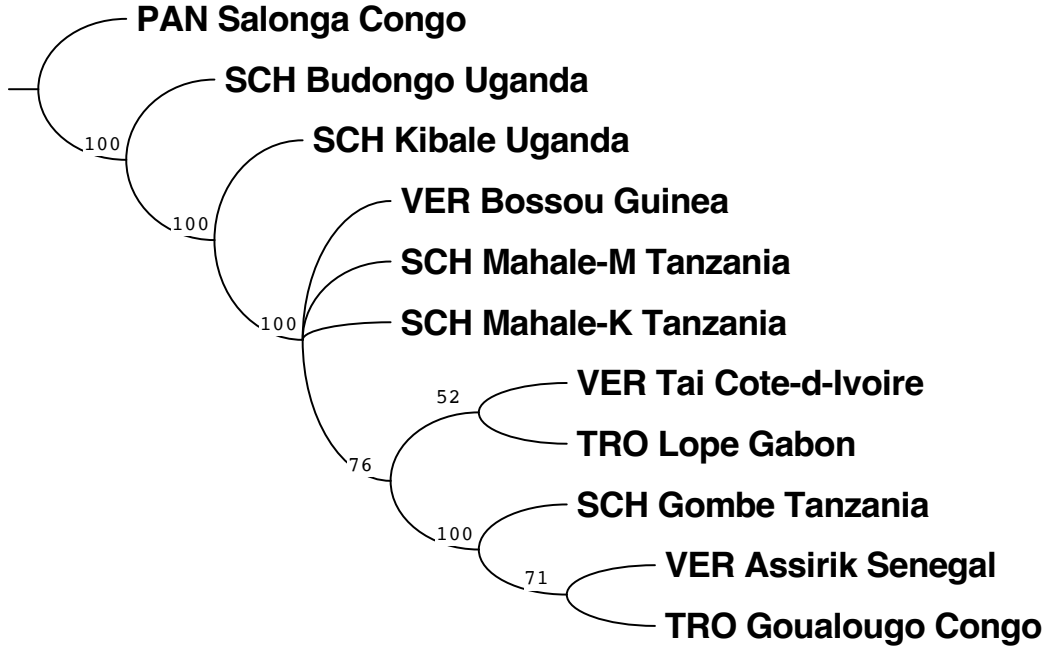 PAN Salonga Congo
SCH Budongo Uganda
100
SCH Kibale Uganda
VER Bossou Guinea
100
SCH Mahale-M Tanzania
100
SCH Mahale-K Tanzania
VER Tai Cote-d-Ivoire
52
TRO Lope Gabon
76
SCH Gombe Tanzania
100
VER Assirik Senegal
71
TRO Goualougo Congo